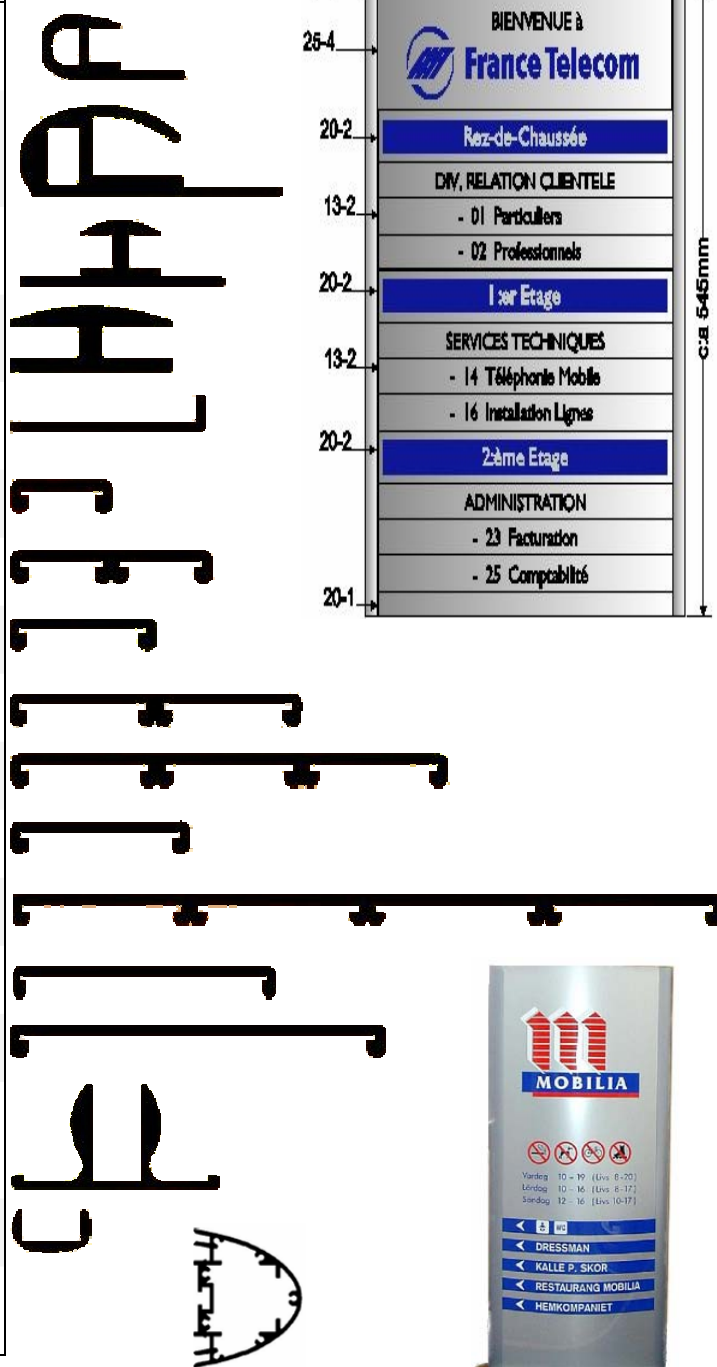 BIENVENUE à
25-4
France Telecom
20-2
Rez-de-Chaussée
DIV, RELATION CLIENTELE
13-2
- 01 Particuliers
- 02 Professionnels
20-2
1:er Etage
SERVICES TECHNIQUES
13-2
- 14 Téléphonie Mobile
- 16 Installation Lignes
20-2
2:ème Etage
ADMINISTRATION
- 23 Facturation
- 25 Comptabilité
20-1
c:a 545mm
m
MOBILIA
Vardag 10 - 19 (Livs 8-20)
Lördag 10 - 16 (Livs 8-17)
Söndag 12 - 16 (Livs 10-17)
WC
DRESSMAN
KALLE P. SKOR
RESTAURANG MOBILIA
HEMKOMPANIET